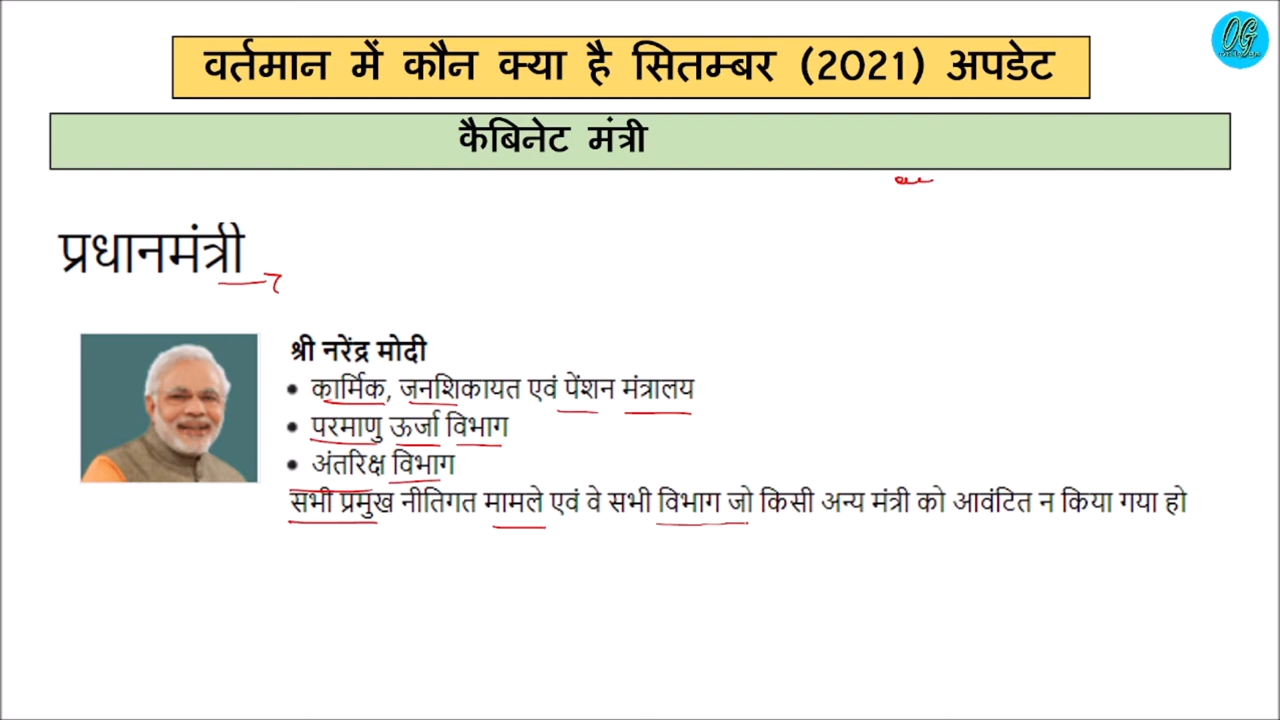 वर्तमान में कौन क्या है सितम्बर (2021) अपडेट
OG
कैबिनेट मंत्री
प्रधानमंत्री
श्री नरेंद्र मोदी
• कार्मिक, जनशिकायत एवं पेंशन मंत्रालय
• परमाणु ऊर्जा विभाग
• अंतरिक्ष विभाग
सभी प्रमुख नीतिगत मामले एवं वे सभी विभाग जो किसी अन्य मंत्री को आवंटित न किया गया हो